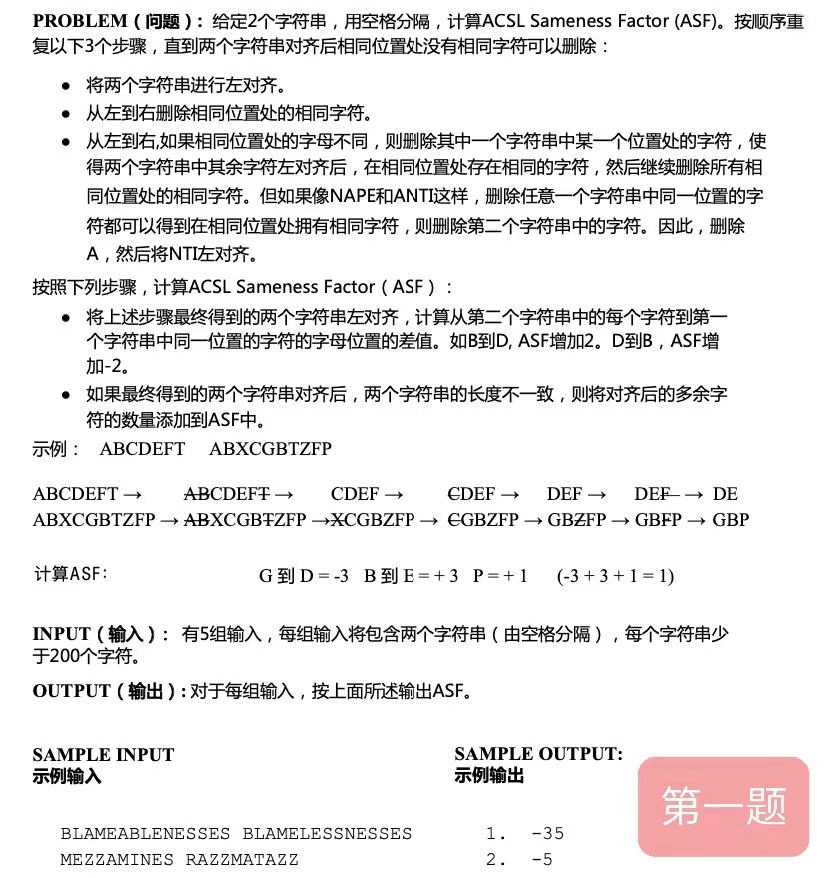 PROBLEM（问题）: 给定2个字符串，用空格分隔，计算ACSL Sameness Factor (ASF)。按顺序重
复以下3个步骤，直到两个字符串对齐后相同位置处没有相同字符可以删除：
● 将两个字符串进行左对齐。
● 从左到右删除相同位置处的相同字符。
● 从左到右,如果相同位置处的字母不同，则删除其中一个字符串中某一个位置处的字符，使
得两个字符串中其余字符左对齐后，在相同位置处存在相同的字符，然后继续删除所有相
同位置处的相同字符。但如果像NAPE和ANTI这样，删除任意一个字符串中同一位置的字
符都可以得到在相同位置处拥有相同字符，则删除第二个字符串中的字符。因此，删除
A，然后将NTI左对齐。
按照下列步骤，计算ACSL Sameness Factor（ASF）：
● 将上述步骤最终得到的两个字符串左对齐，计算从第二个字符串中的每个字符到第一
个字符串中同一位置的字符的字母位置的差值。如B到D, ASF增加2。D到B，ASF增
加-2。
● 如果最终得到的两个字符串对齐后，两个字符串的长度不一致，则将对齐后的多余字
符的数量添加到ASF中。
示例： ABCDEFT ABXCGBTZFP
ABCDEFT → ABCDEFT → CDEF → CDEF → DEF → DEF → DE
ABXCGBTZFP → ABXCGBTZFP →XCGBZFP → CGBZFP → GBZFP → GBFP → GBP
计算ASF: G 到 D = -3 B 到 E = + 3 P = + 1 (-3 + 3 + 1 = 1)
INPUT（输入）: 有5组输入，每组输入将包含两个字符串（由空格分隔），每个字符串少
于200个字符。
OUTPUT（输出）: 对于每组输入，按上面所述输出ASF。
SAMPLE INPUT SAMPLE OUTPUT:
示例输入 示例输出
第一题
BLAMEABLENESSES BLAMELESSNESSES 1. -35
MEZZAMINES RAZZMATAZZ 2. -5